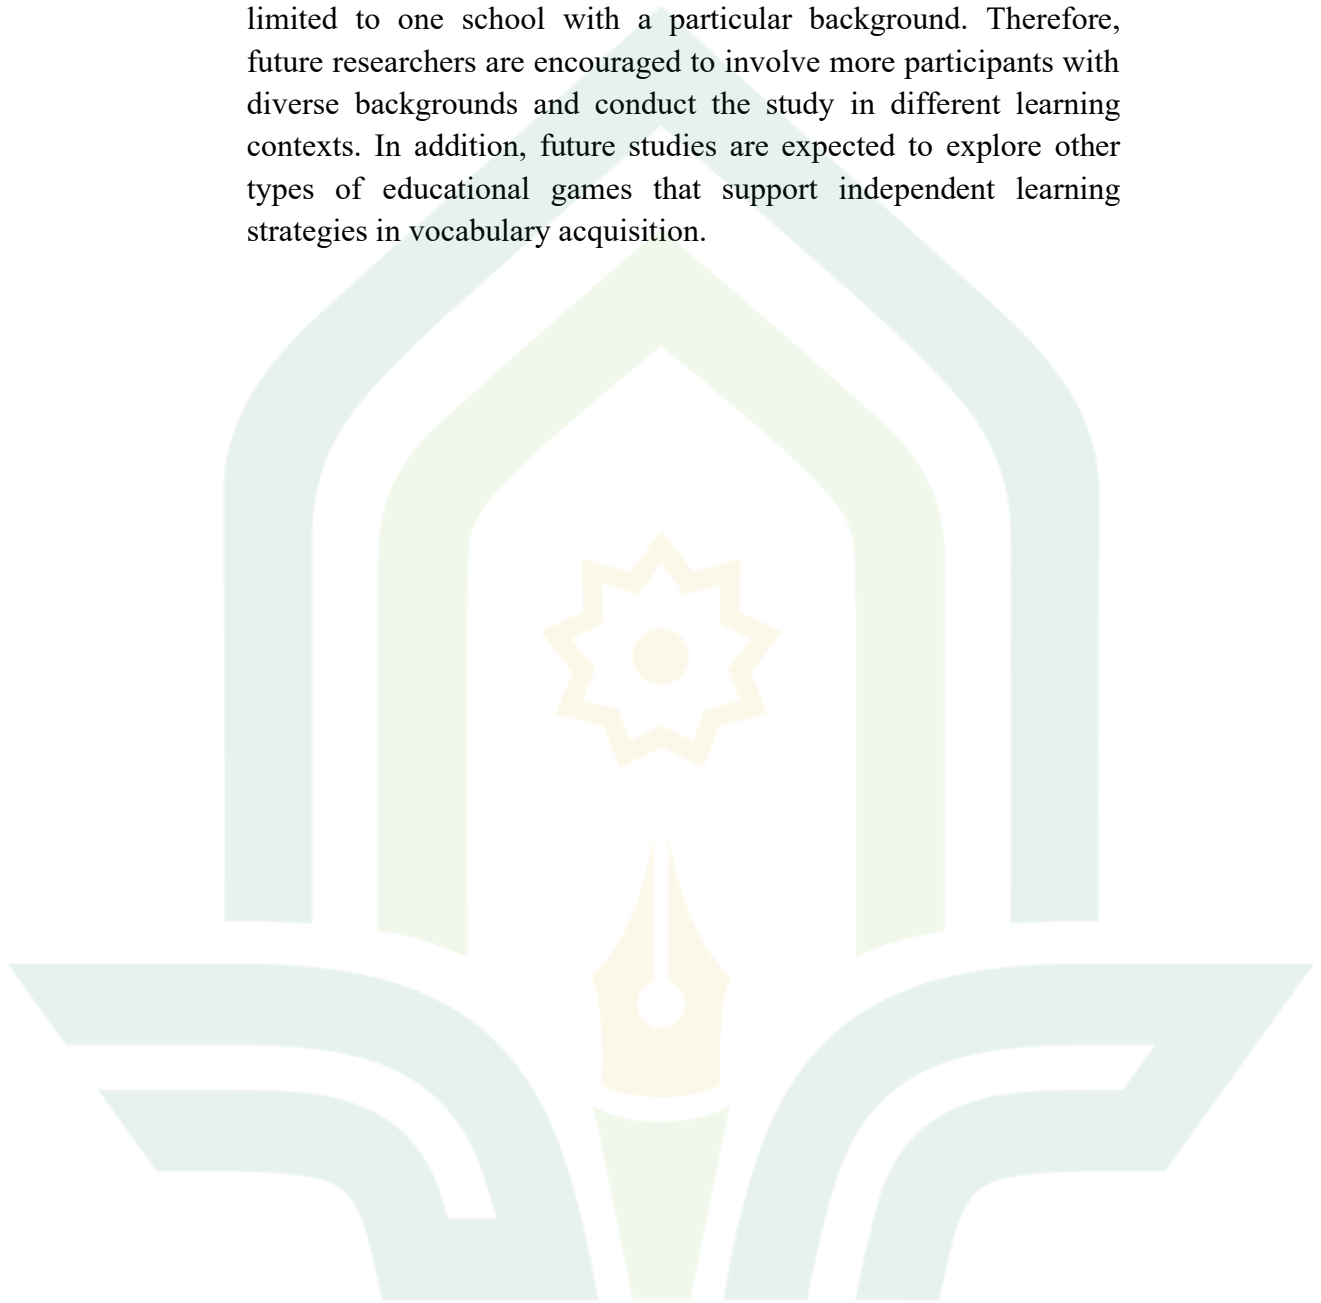 limited to one school with a particular background. Therefore,
future researchers are encouraged to involve more participants with
diverse backgrounds and conduct the study in different learning
contexts. In addition, future studies are expected to explore other
types of educational games that support independent learning
strategies in vocabulary acquisition.